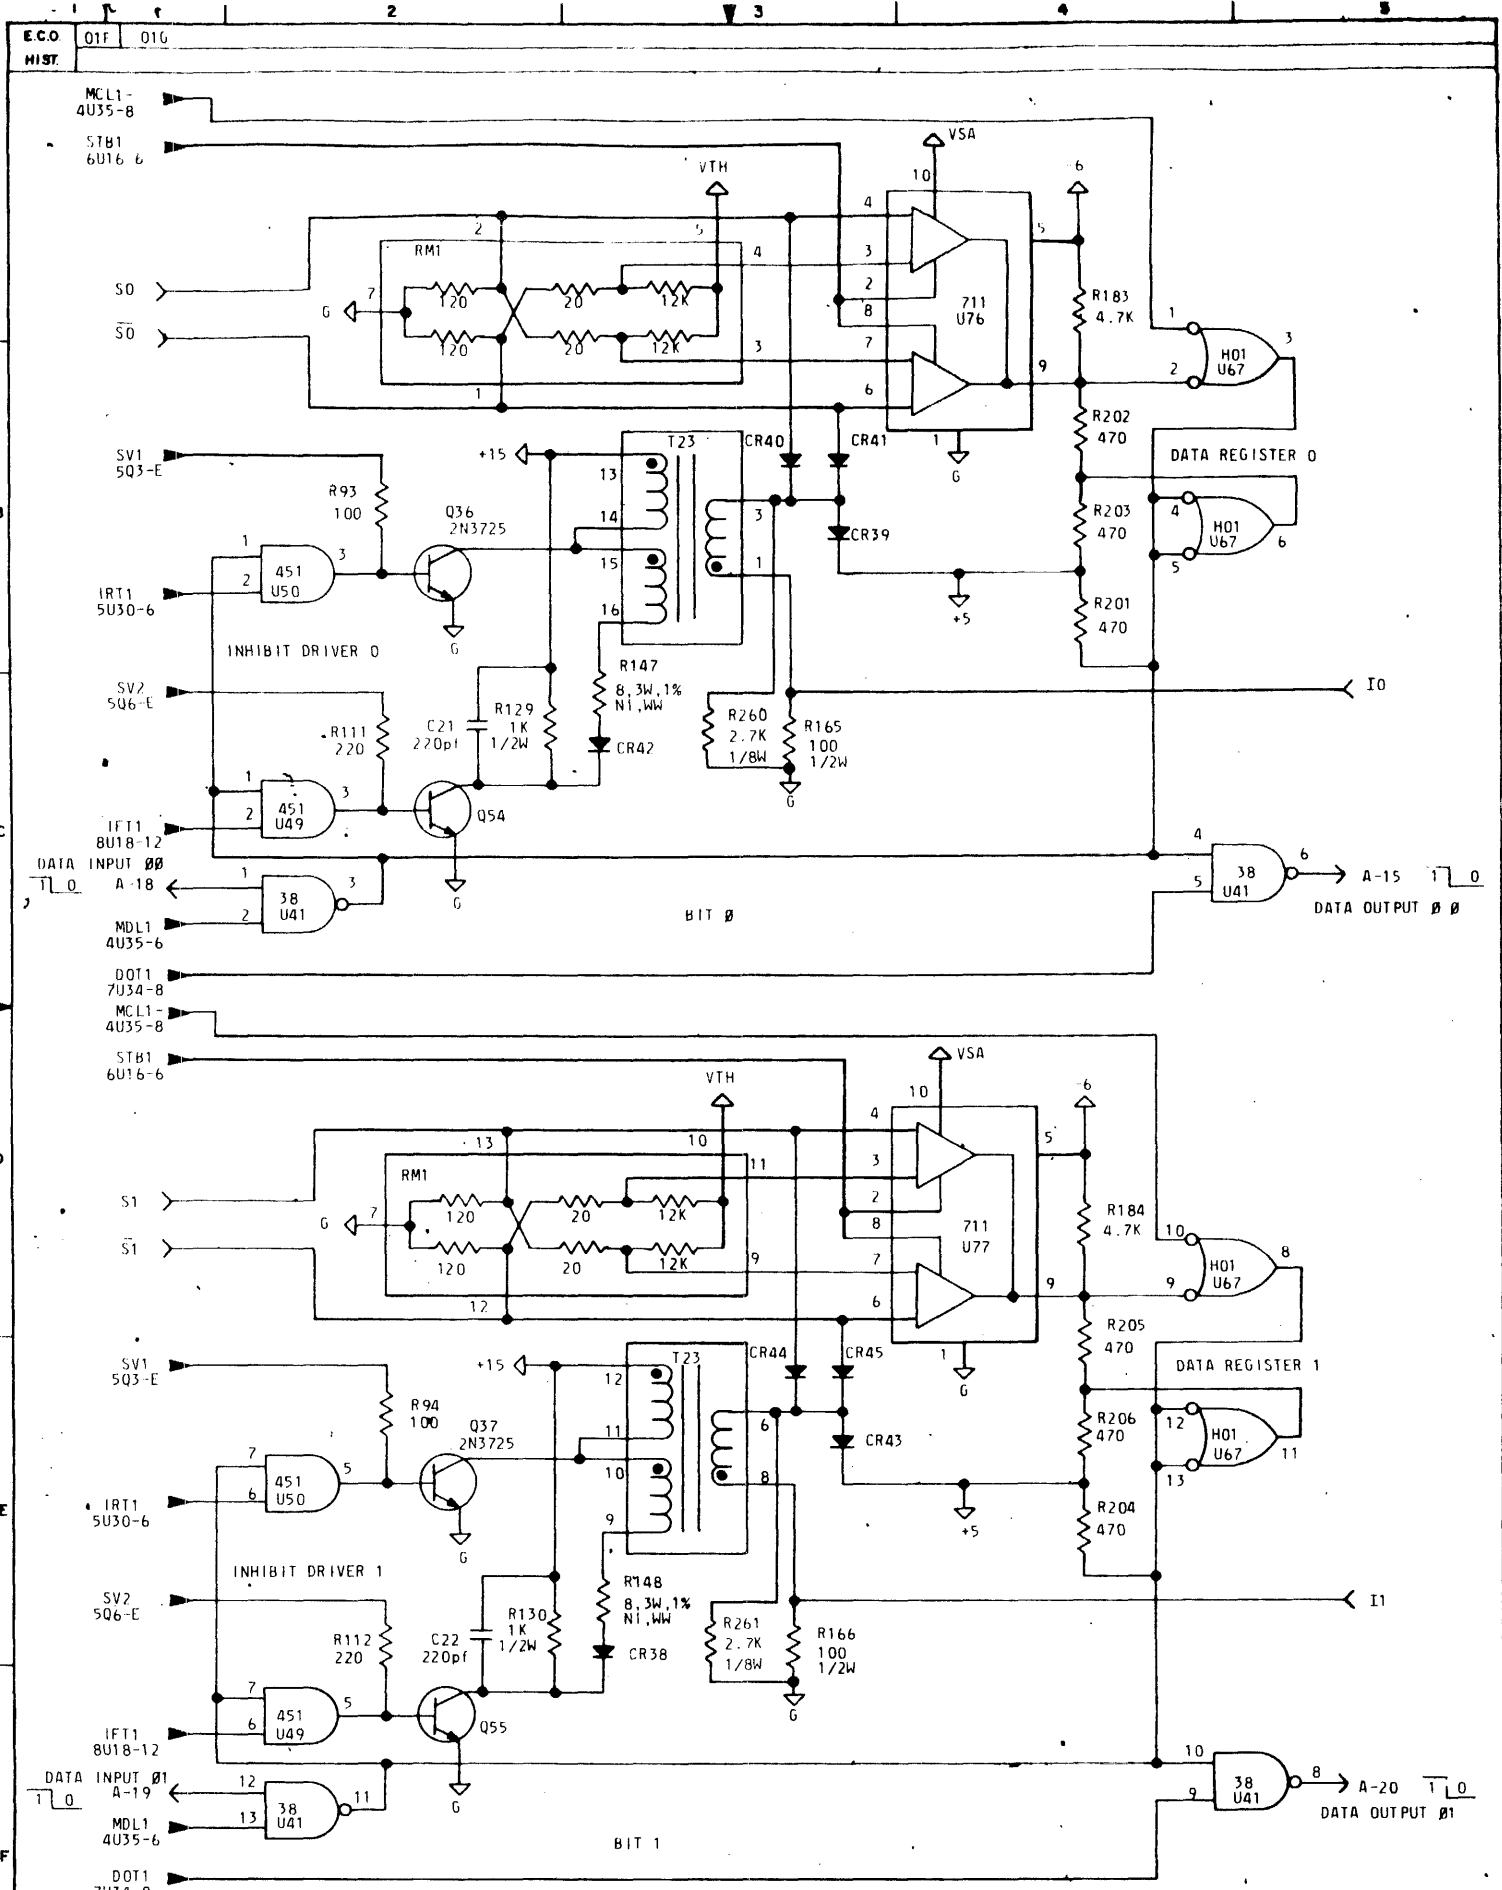 2 3 4 5
E.C.O. 01F 01G
HIST.
MCL1-
4U35-8
STB1
6U16 6
VSA
VTH
10
-6
4
2
5
5
RM1
4
3
S0
7
120
20
12K
2
711
U76
R183
4.7K
G
8
1
3
S0
H01
U67
120
20
12K
3
7
9
2
1
6
R202
470
T23
CR40
CR41
1
SV1
5Q3-E
+15
13
G
DATA REGISTER 0
R93
100
Q36
2N3725
14
3
CR39
R203
470
4
H01
U67
6
5
1
451
U50
3
2
15
1
IRT1
5U30-6
16
+5
R201
470
G
INHIBIT DRIVER 0
R147
8,3W,1%
NI,WW
SV2
5Q6-E
I0
R111
220
C21
220pf
R129
1K
1/2W
R260
2.7K
1/8W
R165
100
1/2W
CR42
1
451
U49
3
2
Q54
G
IFT1
8U18-12
4
DATA INPUT 00
1 0
A-18
1
38
U41
3
2
G
38
U41
6
5
A-15
1 0
DATA OUTPUT 0 0
BIT 0
MDL1
4U35-6
DOT1
7U34-8
MCL1-
4U35-8
STB1
6U16-6
VSA
VTH
10
-6
4
13
10
5
RM1
11
3
S1
7
120
20
12K
2
711
U77
R184
4.7K
G
8
10
8
S1
H01
U67
120
20
12K
9
7
9
9
12
6
R205
470
T23
CR44
CR45
1
SV1
5Q3-E
+15
12
G
DATA REGISTER 1
R94
100
Q37
2N3725
11
6
CR43
R206
470
12
H01
U67
11
13
7
451
U50
5
6
10
8
IRT1
5U30-6
9
+5
R204
470
G
INHIBIT DRIVER 1
R148
8,3W,1%
NI,WW
SV2
5Q6-E
I1
R112
220
C22
220pf
R130
1K
1/2W
R261
2.7K
1/8W
R166
100
1/2W
CR38
7
451
U49
5
6
Q55
G
IFT1
8U18-12
10
DATA INPUT 01
1 0
A-19
12
38
U41
11
13
G
38
U41
8
9
A-20
1 0
DATA OUTPUT 01
BIT 1
MDL1
4U35-6
DOT1
E
F